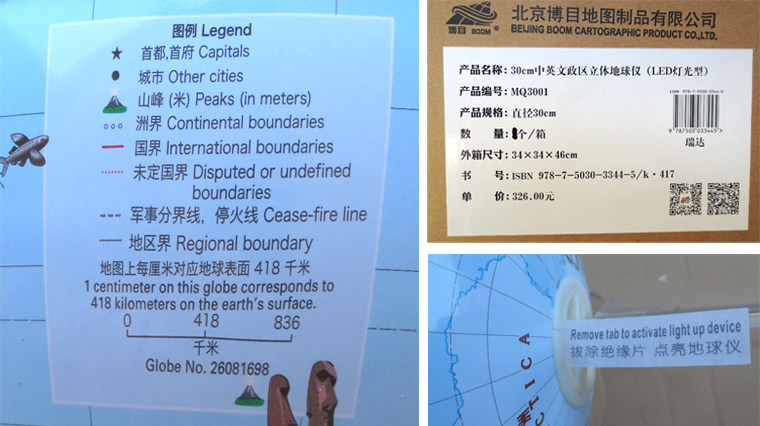 图例 Legend
首都,首府 Capitals
城市 Other cities
山峰 (米) Peaks (in meters)
洲界 Continental boundaries
国界 International boundaries
未定国界 Disputed or undefined
boundaries
军事分界线, 停火线 Cease-fire line
地区界 Regional boundary
地图上每厘米对应地球表面 418 千米
1 centimeter on this globe corresponds to
418 kilometers on the earth's surface.
0 418 836
千米
Globe No. 26081698
博目 BOOM
北京博目地图制品有限公司
BEIJING BOOM CARTOGRAPHIC PRODUCT CO.,LTD.
产品名称: 30cm中英文政区立体地球仪 (LED灯光型)
产品编号: MQ3001
产品规格: 直径30cm
数 量: 个/箱
外箱尺寸: 34×34×46cm
书 号: ISBN 978-7-5030-3344-5/k·417
单 价: 326.00元
9787503033445>
瑞达
Remove tab to activate light up device
拔除绝缘片 点亮地球仪
CTICA